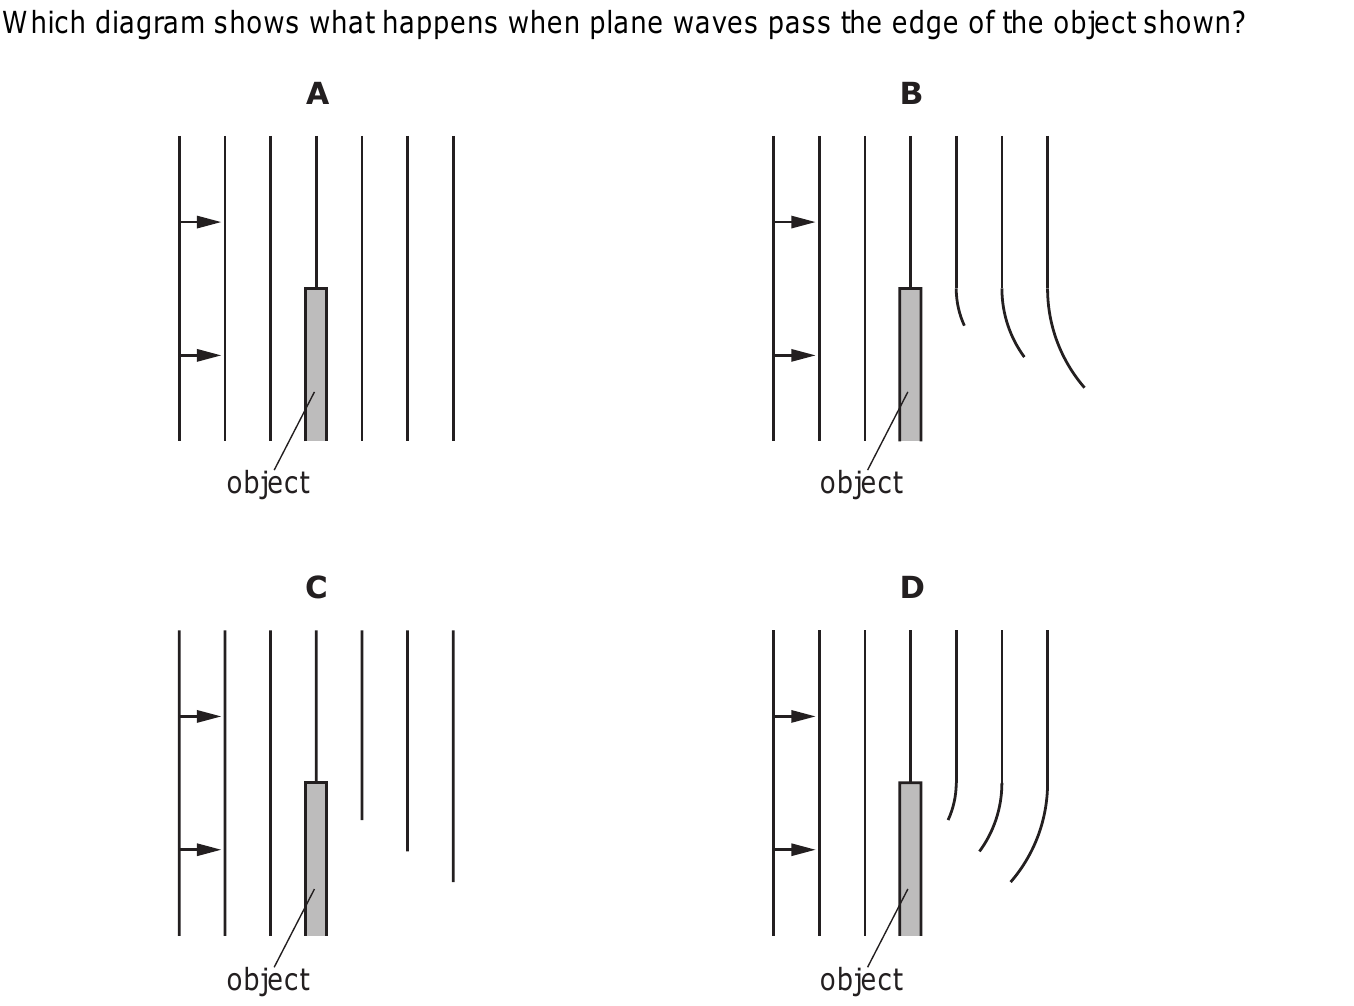 Which diagram shows what happens when plane waves pass the edge of the object shown?
A
B
object
object
C
D
object
object